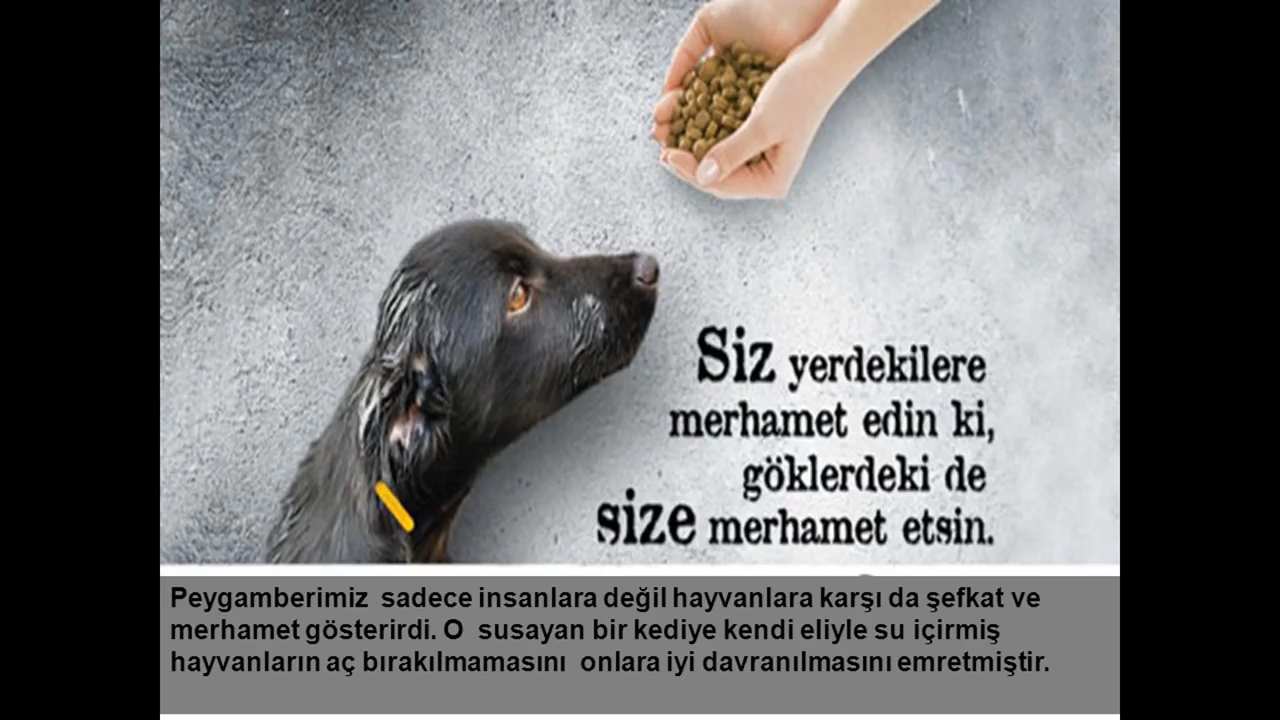 Siz yerdekilere
merhamet edin ki,
göklerdeki de
size merhamet etsin.
Peygamberimiz sadece insanlara değil hayvanlara karşı da şefkat ve
merhamet gösterirdi. O susayan bir kediye kendi eliyle su içirmiş
hayvanların aç bırakılmamasını onlara iyi davranılmasını emretmiştir.